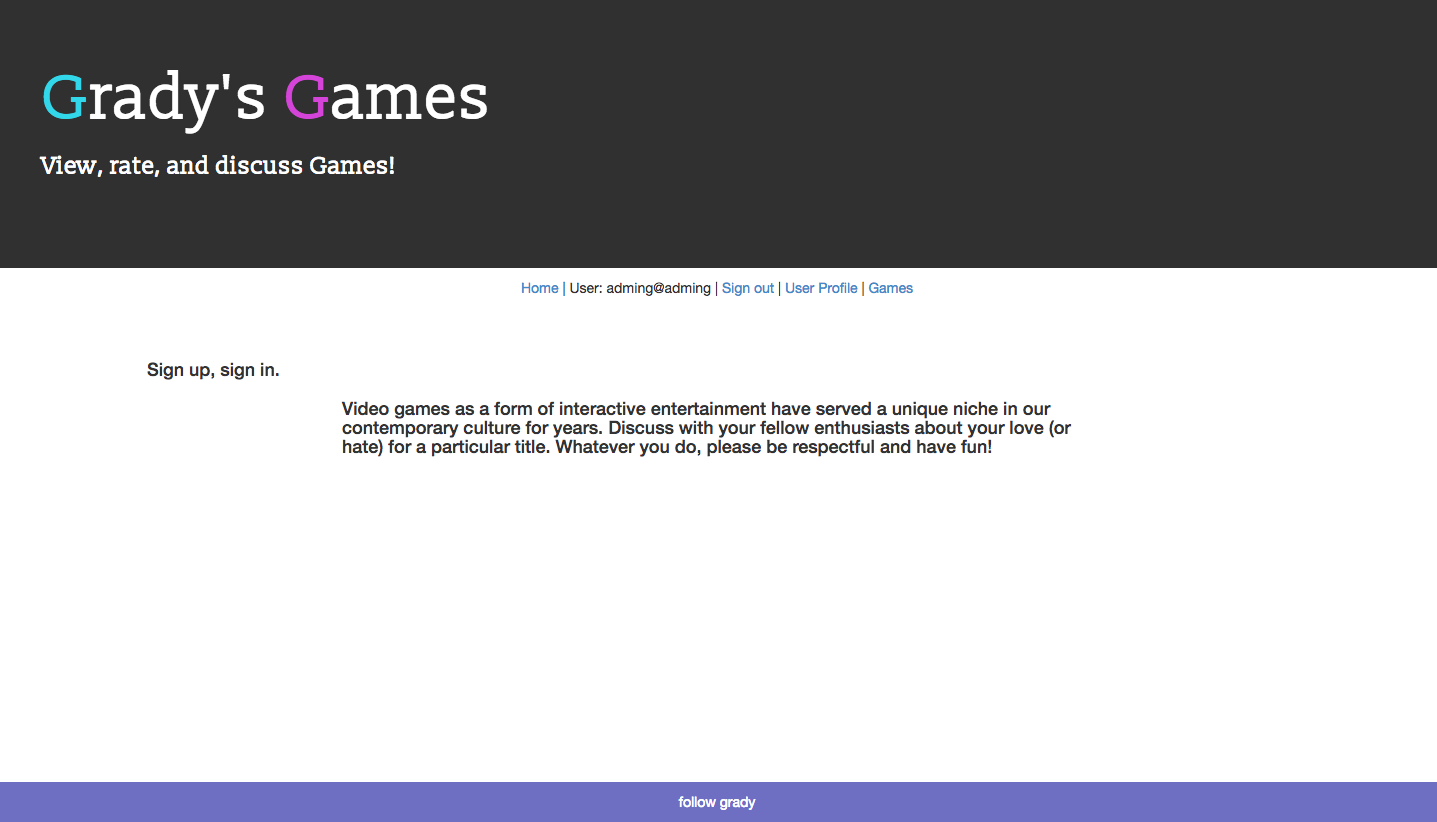 Grady's Games
View, rate, and discuss Games!
Home | User: adming@adming | Sign out | User Profile | Games
Sign up, sign in.
Video games as a form of interactive entertainment have served a unique niche in our
contemporary culture for years. Discuss with your fellow enthusiasts about your love (or
hate) for a particular title. Whatever you do, please be respectful and have fun!
follow grady